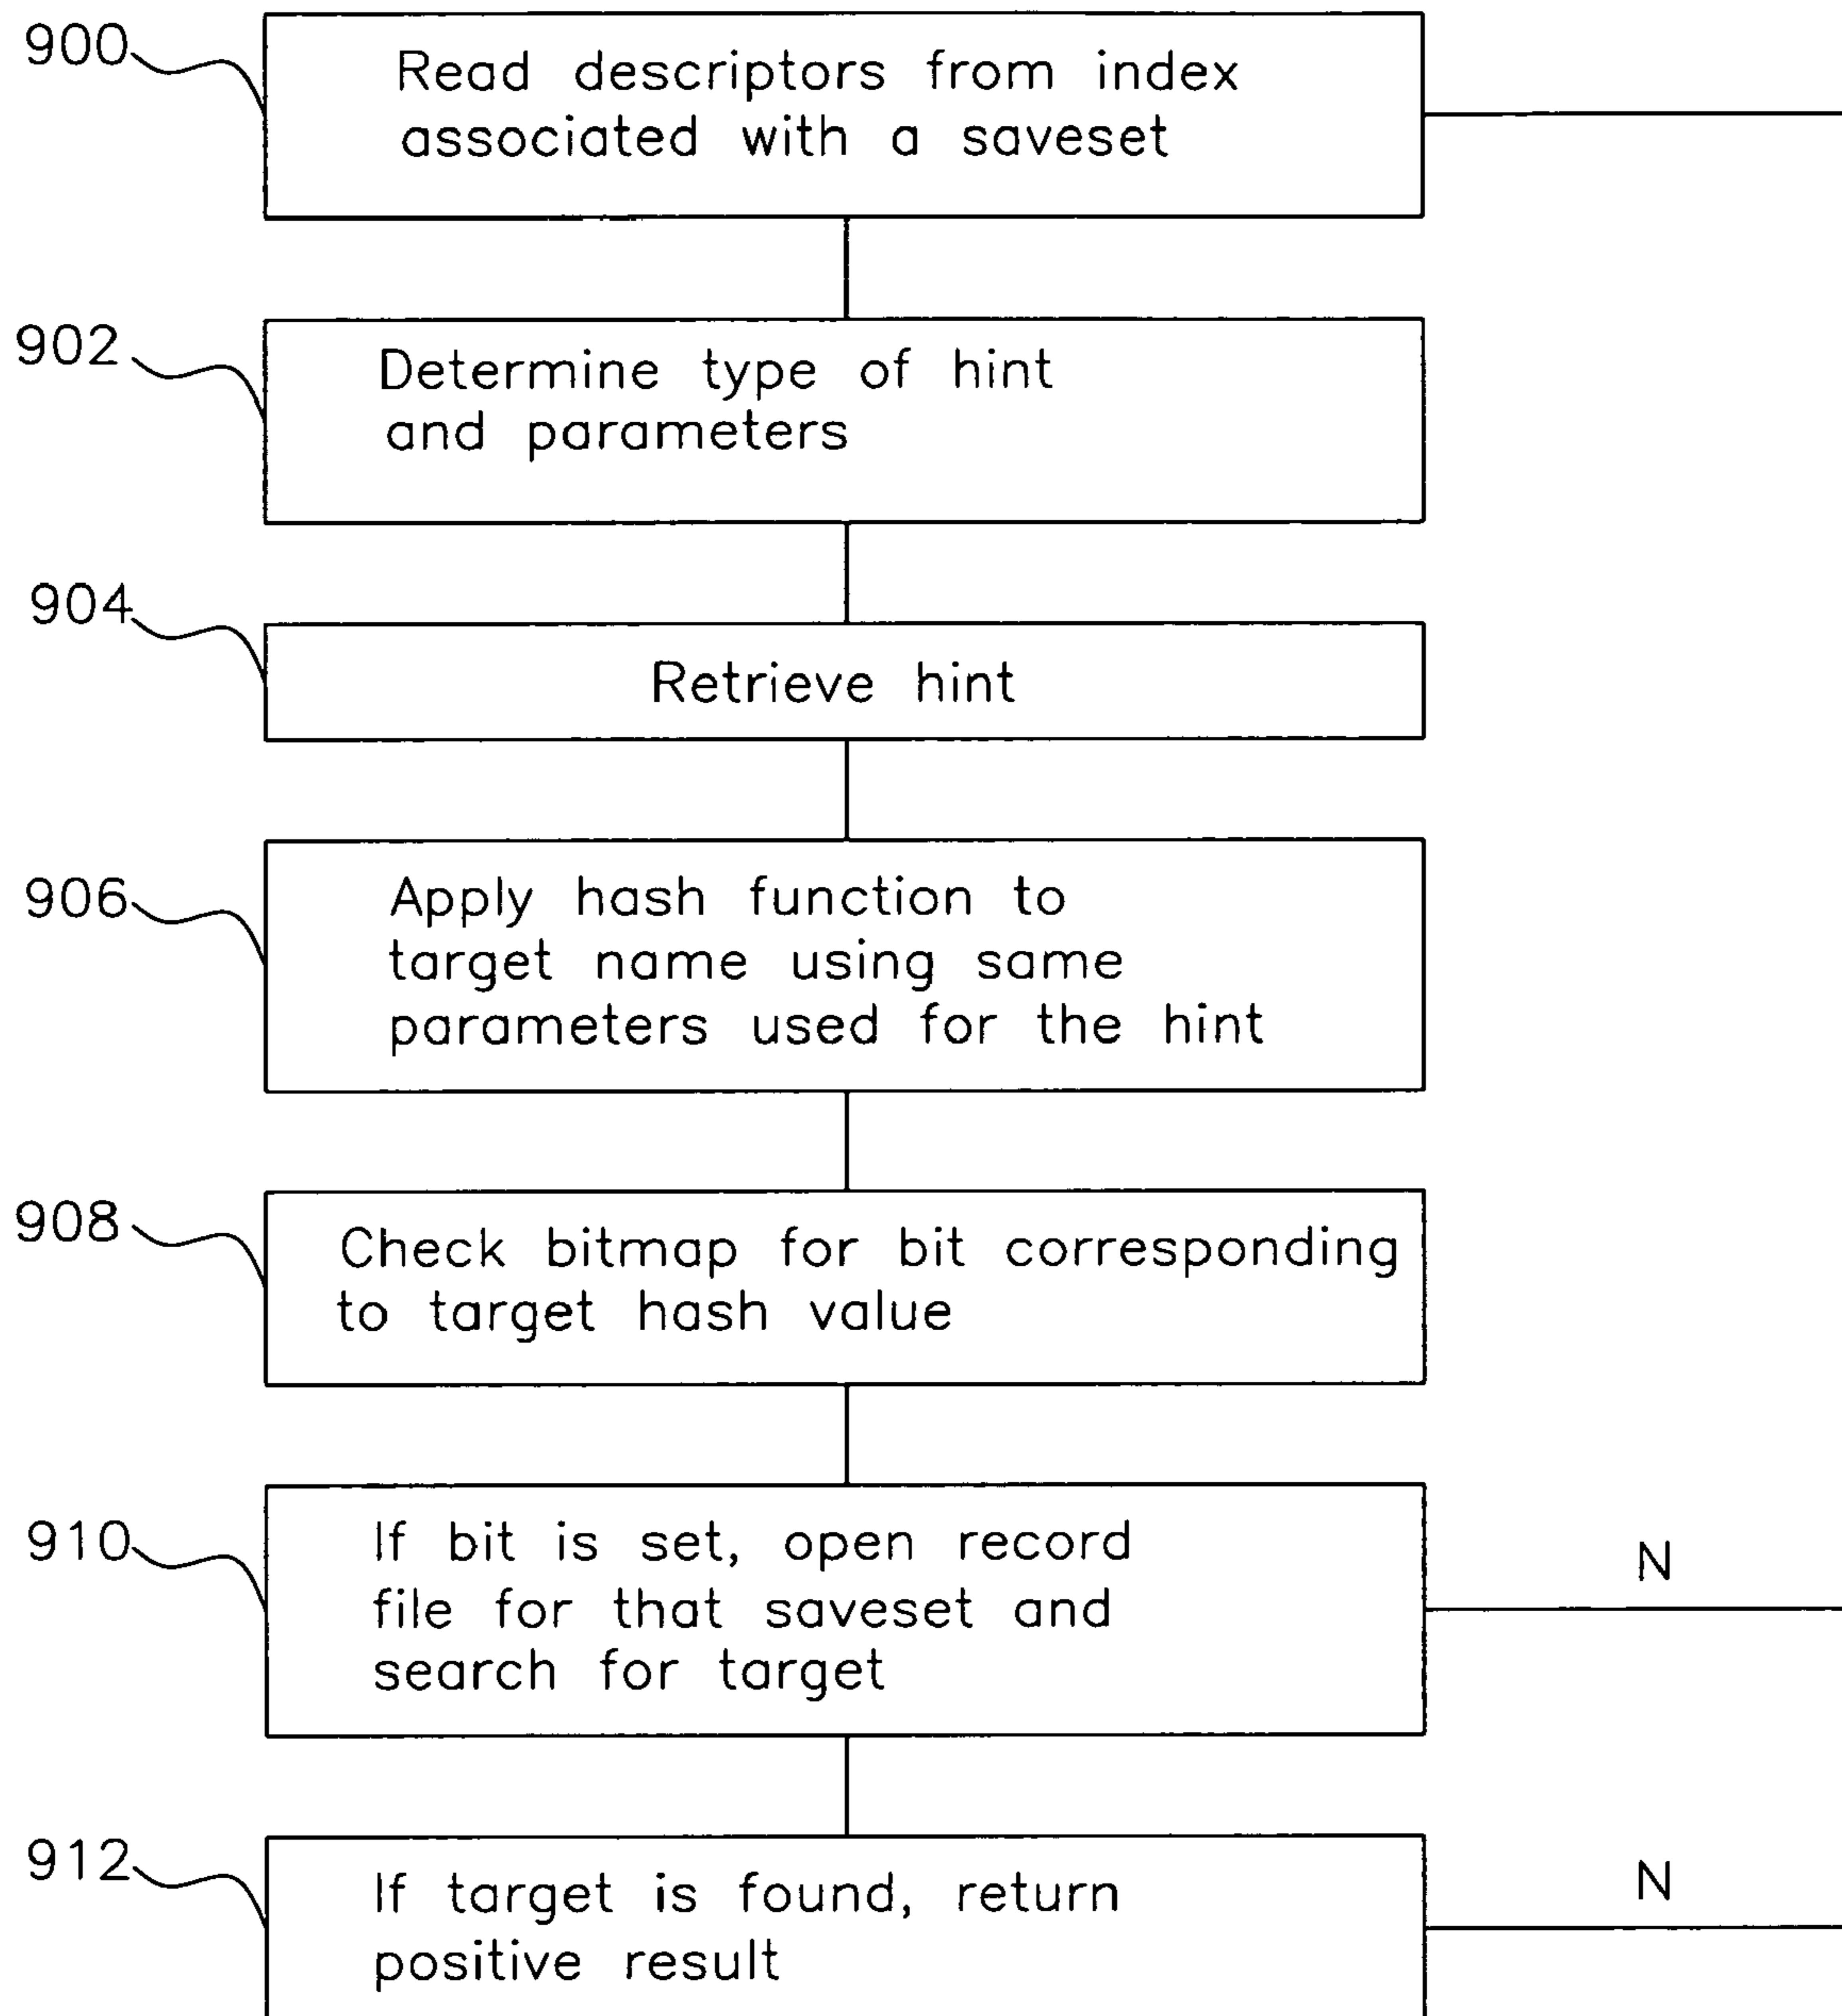 900
Read descriptors from index
associated with a saveset
902
Determine type of hint
and parameters
904
Retrieve hint
906
Apply hash function to
target name using same
parameters used for the hint
908
Check bitmap for bit corresponding
to target hash value
910
If bit is set, open record
file for that saveset and
search for target
N
912
If target is found, return
positive result
N